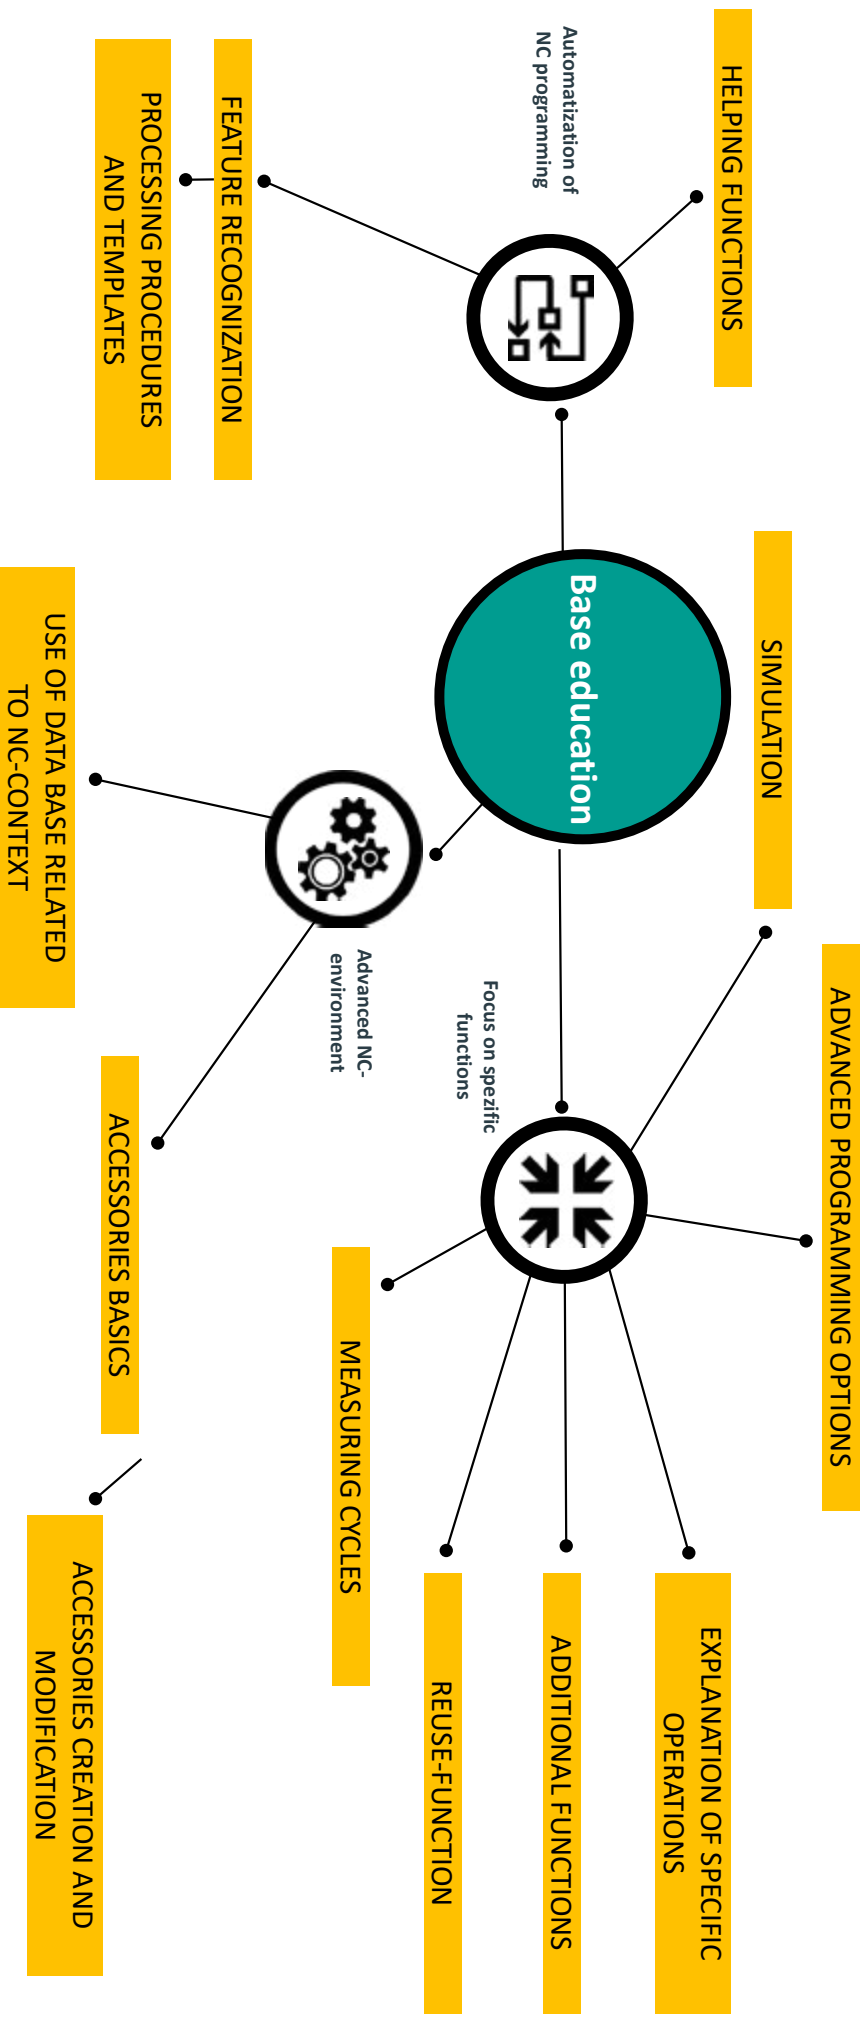 SIMULATION
ADVANCED PROGRAMMING OPTIONS
HELPING FUNCTIONS
EXPLANATION OF SPECIFIC
OPERATIONS
Automatization of
NC programming
Base education
ADDITIONAL FUNCTIONS
Focus on spezific
functions
REUSE-FUNCTION
Advanced NC-
environment
MEASURING CYCLES
FEATURE RECOGNIZATION
PROCESSING PROCEDURES
AND TEMPLATES
ACCESSORIES BASICS
USE OF DATA BASE RELATED
TO NC-CONTEXT
ACCESSORIES CREATION AND
MODIFICATION